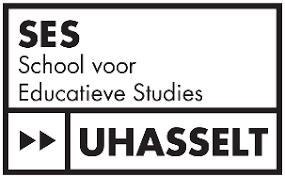 SES
School voor
Educatieve Studies
UHASSELT